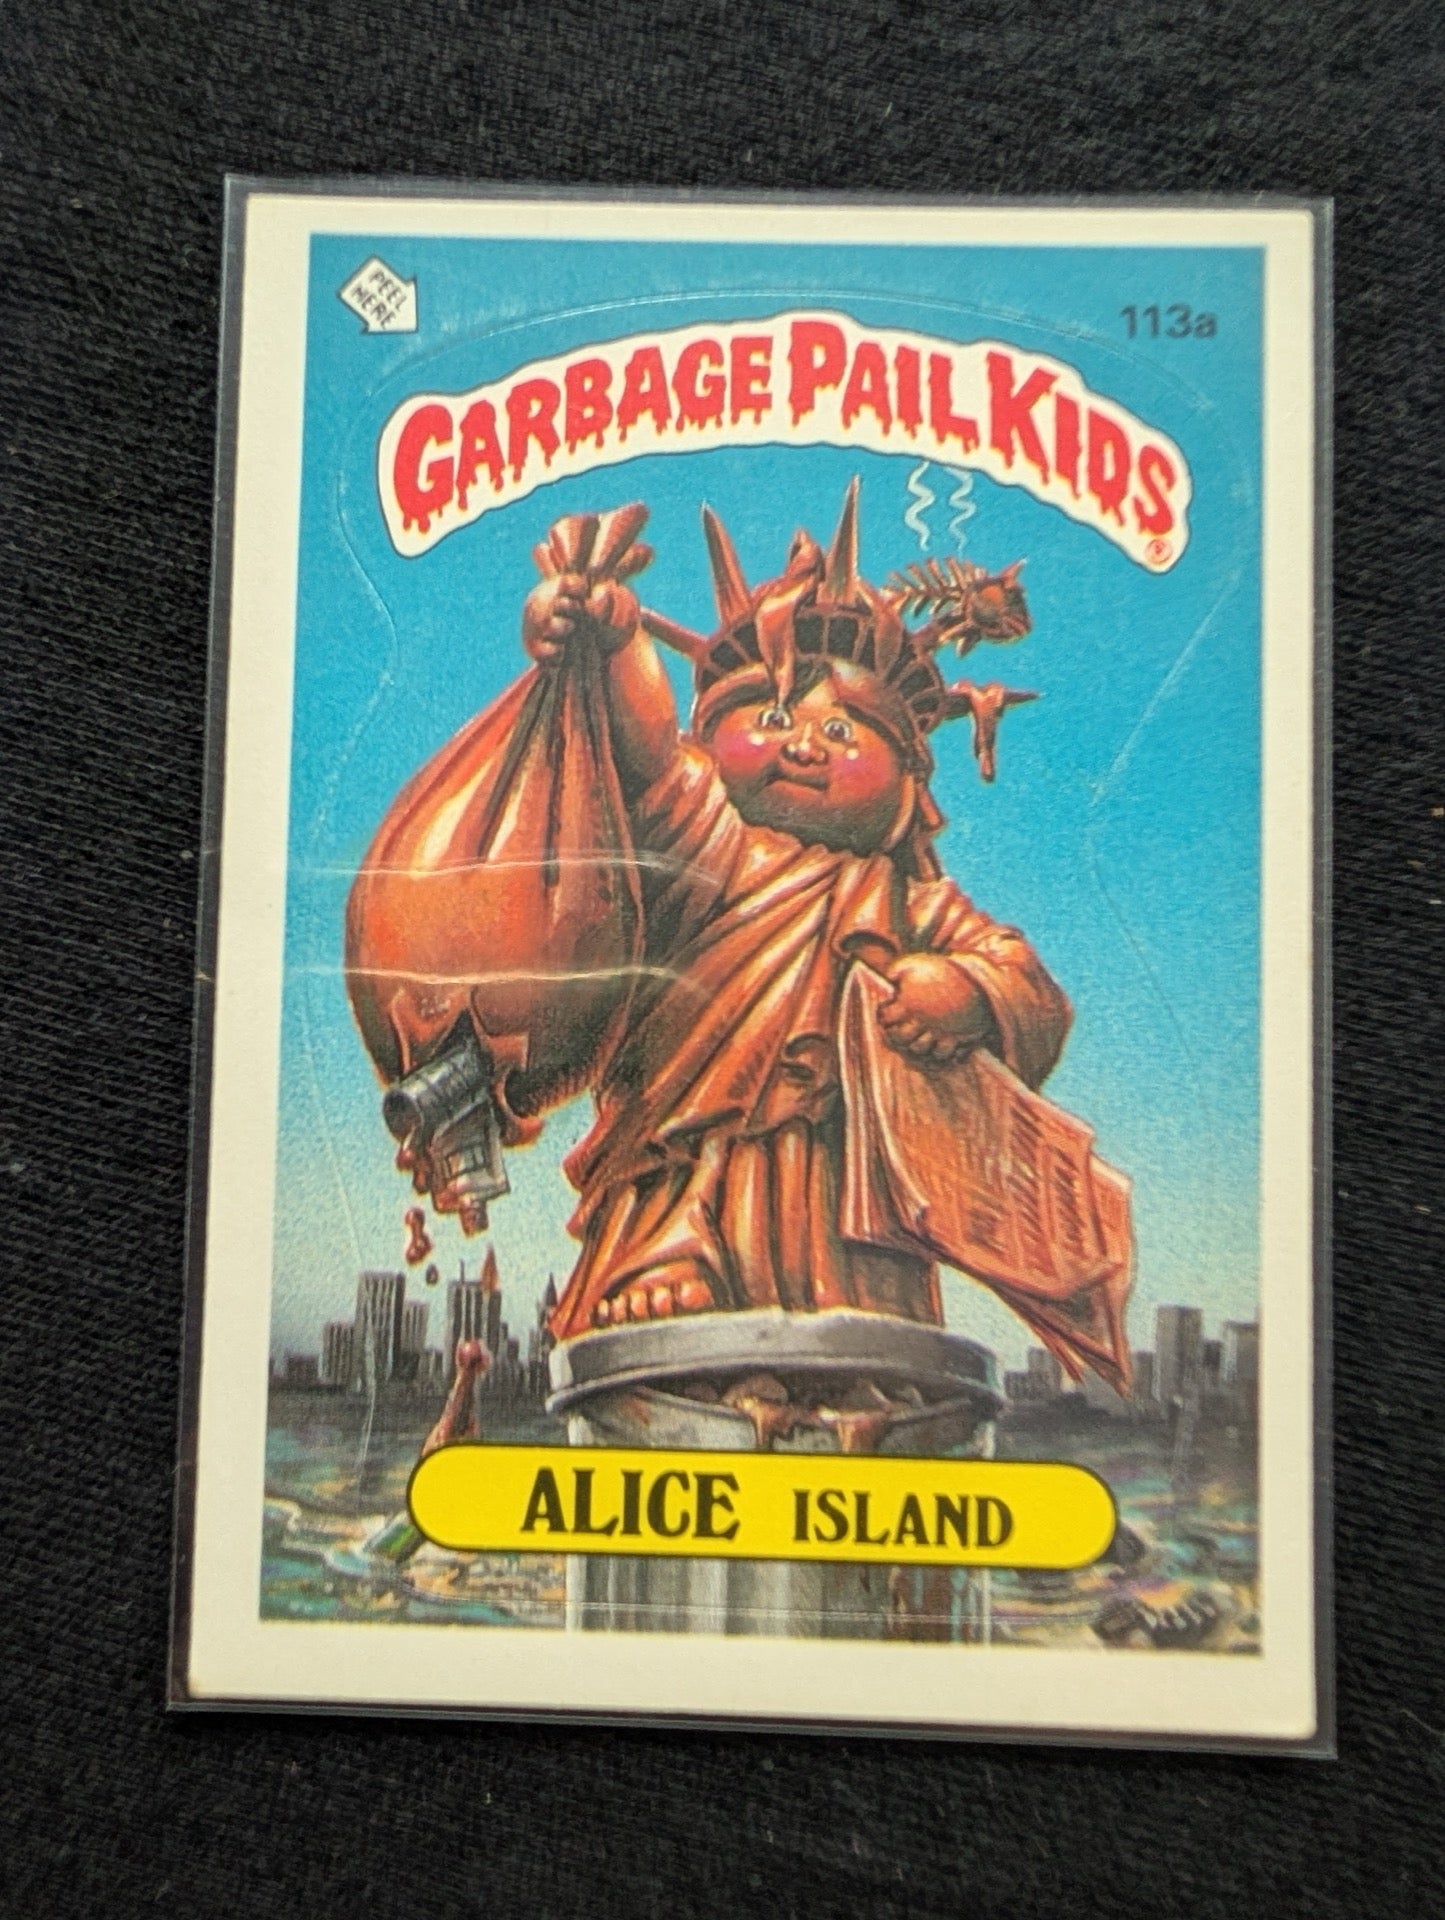 PEEL
HERE
113a
GARBAGE PAIL KIDS
®
ALICE ISLAND